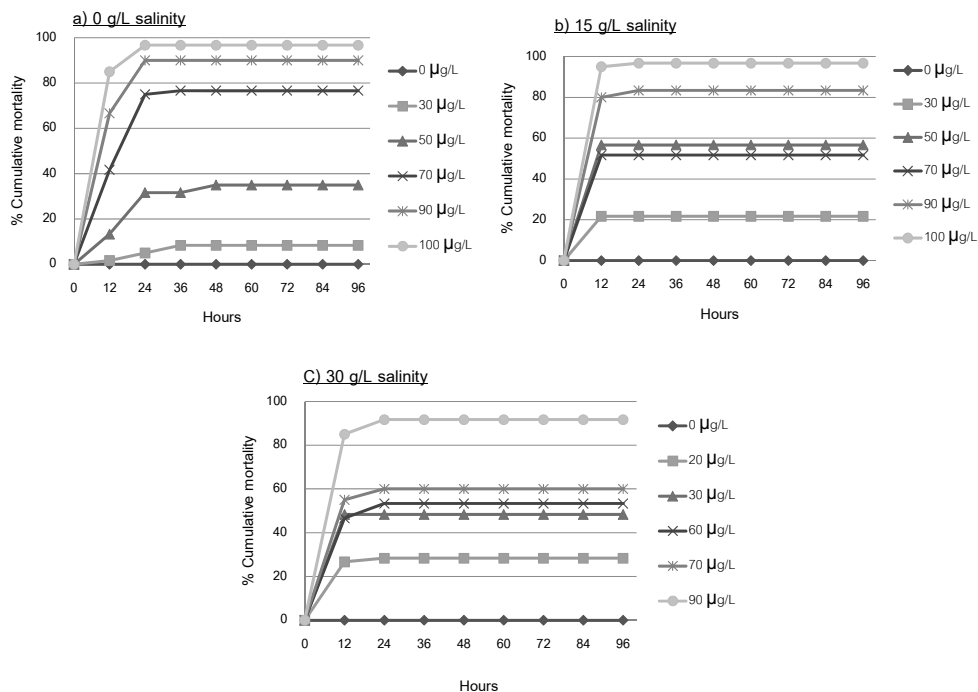 a) 0 g/L salinity
% Cumulative mortality
100
80
60
40
20
0
0 12 24 36 48 60 72 84 96
Hours
0 µg/L
30 µg/L
50 µg/L
70 µg/L
90 µg/L
100 µg/L
b) 15 g/L salinity
% Cumulative mortality
100
80
60
40
20
0
0 12 24 36 48 60 72 84 96
Hours
0 µg/L
30 µg/L
50 µg/L
70 µg/L
90 µg/L
100 µg/L
C) 30 g/L salinity
% Cumulative mortality
100
80
60
40
20
0
0 12 24 36 48 60 72 84 96
Hours
0 µg/L
20 µg/L
30 µg/L
60 µg/L
70 µg/L
90 µg/L